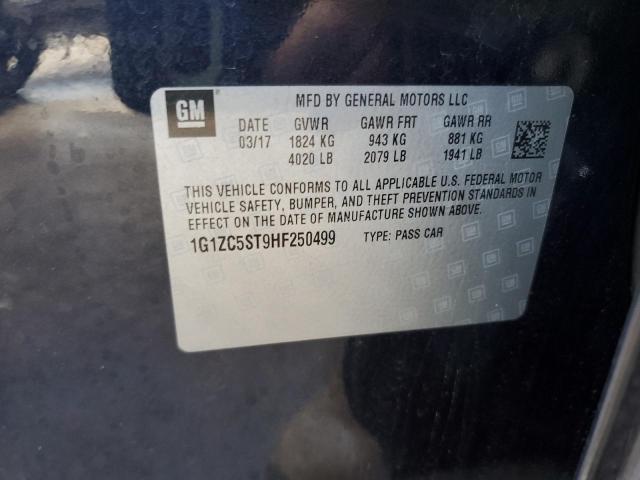 GM
MFD BY GENERAL MOTORS LLC
DATE GVWR GAWR FRT GAWR RR
03/17 1824 KG 943 KG 881 KG
4020 LB 2079 LB 1941 LB
THIS VEHICLE CONFORMS TO ALL APPLICABLE U.S. FEDERAL MOTOR
VEHICLE SAFETY, BUMPER, AND THEFT PREVENTION STANDARDS IN
EFFECT ON THE DATE OF MANUFACTURE SHOWN ABOVE.
1G1ZC5ST9HF250499 TYPE: PASS CAR